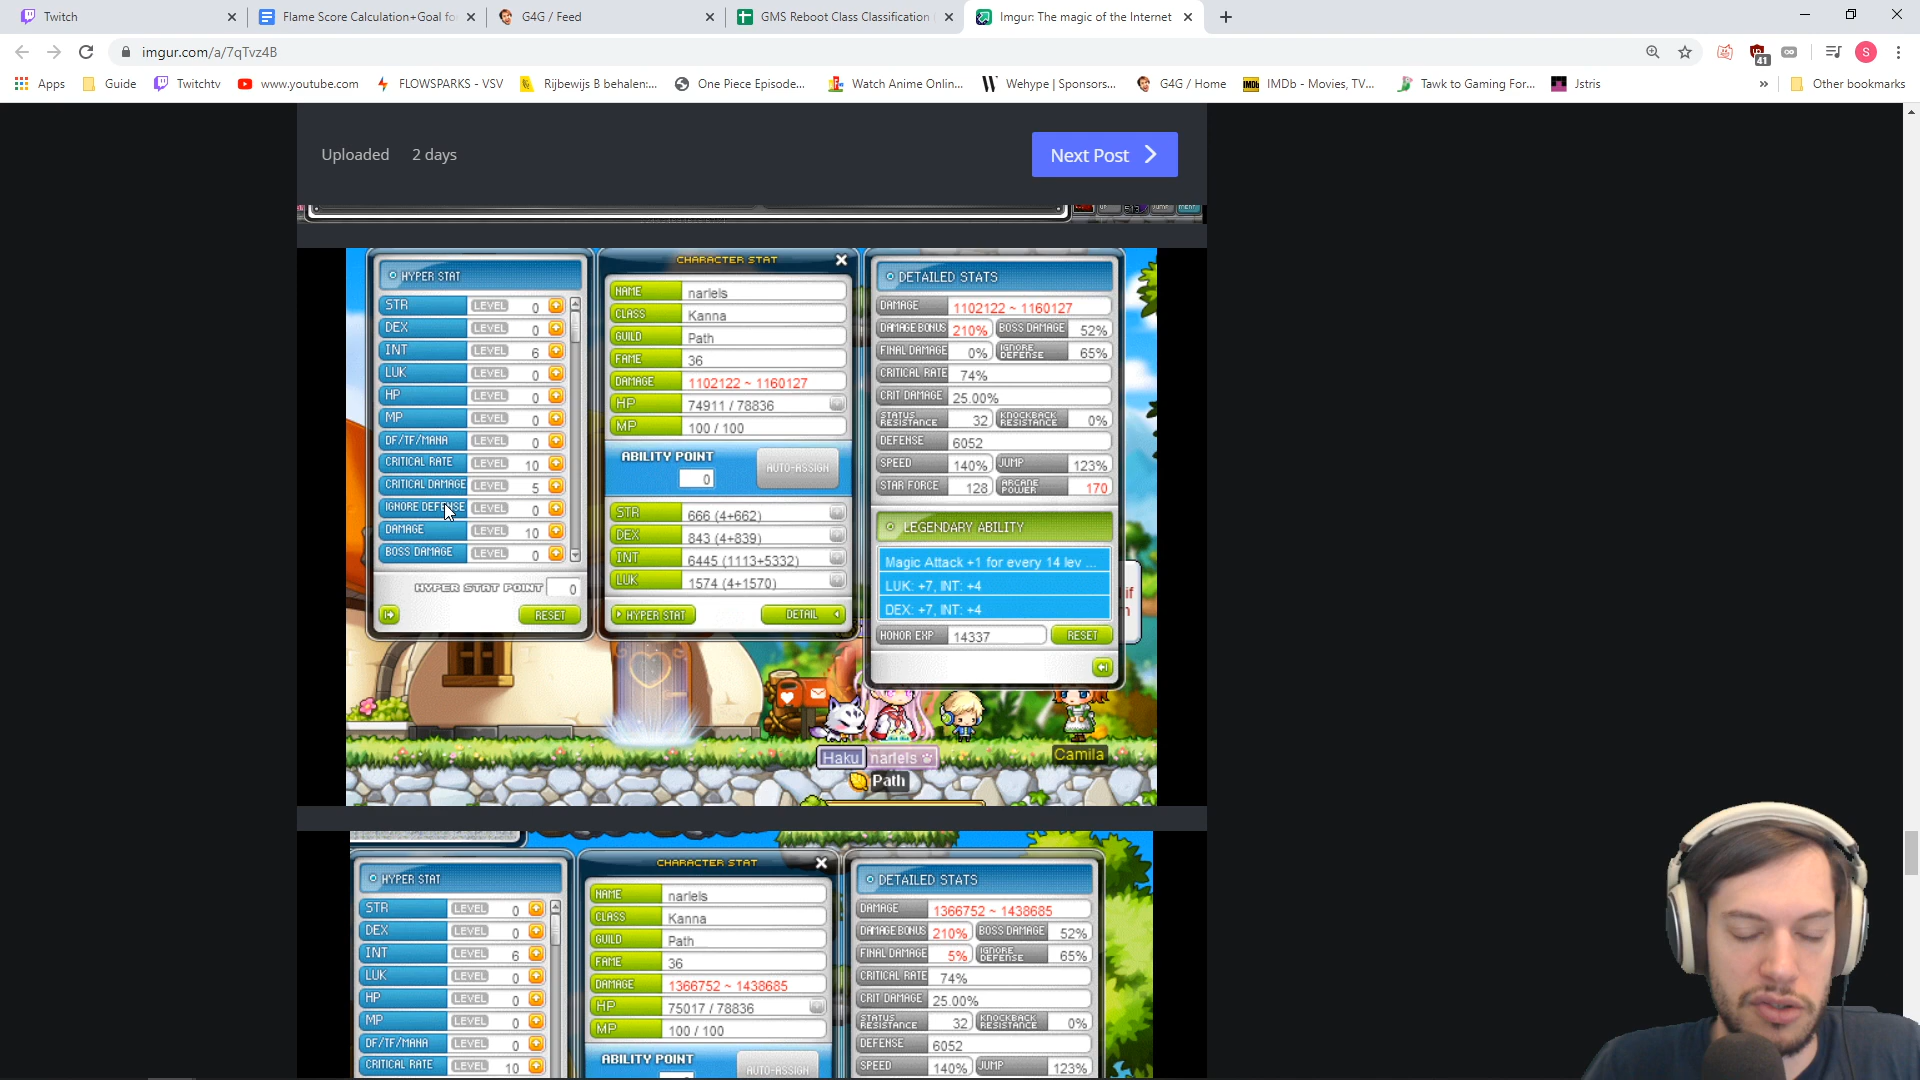 Twitch
Flame Score Calculation+Goal fo
G4G / Feed
GMS Reboot Class Classification
Imgur: The magic of the Internet
imgur.com/a/7qTvz4B
41
S
Apps
Guide
Twitchtv
www.youtube.com
FLOWSPARKS - VSV
Rijbewijs B behalen:...
One Piece Episode...
Watch Anime Onlin...
Wehype | Sponsors...
G4G / Home
IMDb - Movies, TV...
Tawk to Gaming For...
Jstris
Other bookmarks
Uploaded 2 days
Next Post
HYPER STAT
STR LEVEL 0
DEX LEVEL 0
INT LEVEL 6
LUK LEVEL 0
HP LEVEL 0
MP LEVEL 0
DF/TF/MANA LEVEL 0
CRITICAL RATE LEVEL 10
CRITICAL DAMAGE LEVEL 5
IGNORE DEFENSE LEVEL 0
DAMAGE LEVEL 10
BOSS DAMAGE LEVEL 0
HYPER STAT POINT 0
RESET
CHARACTER STAT
NAME narlels
CLASS Kanna
GUILD Path
FAME 36
DAMAGE 1102122 ~ 1160127
HP 74911 / 78836
MP 100 / 100
ABILITY POINT
0
AUTO-ASSIGN
STR 666 (4+662)
DEX 843 (4+839)
INT 6445 (1113+5332)
LUK 1574 (4+1570)
HYPER STAT
DETAIL
DETAILED STATS
DAMAGE 1102122 ~ 1160127
DAMAGE BONUS 210% BOSS DAMAGE 52%
FINAL DAMAGE 0% IGNORE DEFENSE 65%
CRITICAL RATE 74%
CRIT DAMAGE 25.00%
STATUS RESISTANCE 32 KNOCKBACK RESISTANCE 0%
DEFENSE 6052
SPEED 140% JUMP 123%
STAR FORCE 128 ARCANE POWER 170
LEGENDARY ABILITY
Magic Attack +1 for every 14 lev ...
LUK: +7, INT: +4
DEX: +7, INT: +4
HONOR EXP 14337
RESET
if
Haku
narlels
Camila
Path
HYPER STAT
STR LEVEL 0
DEX LEVEL 0
INT LEVEL 6
LUK LEVEL 0
HP LEVEL 0
MP LEVEL 0
DF/TF/MANA LEVEL 0
CRITICAL RATE LEVEL 10
CHARACTER STAT
NAME narlels
CLASS Kanna
GUILD Path
FAME 36
DAMAGE 1366752 ~ 1438685
HP 75017 / 78836
MP 100 / 100
ABILITY POINT
AUTO-ASSIGN
DETAILED STATS
DAMAGE 1366752 ~ 1438685
DAMAGE BONUS 210% BOSS DAMAGE 52%
FINAL DAMAGE 5% IGNORE DEFENSE 65%
CRITICAL RATE 74%
CRIT DAMAGE 25.00%
STATUS RESISTANCE 32 KNOCKBACK RESISTANCE 0%
DEFENSE 6052
SPEED 140% JUMP 123%